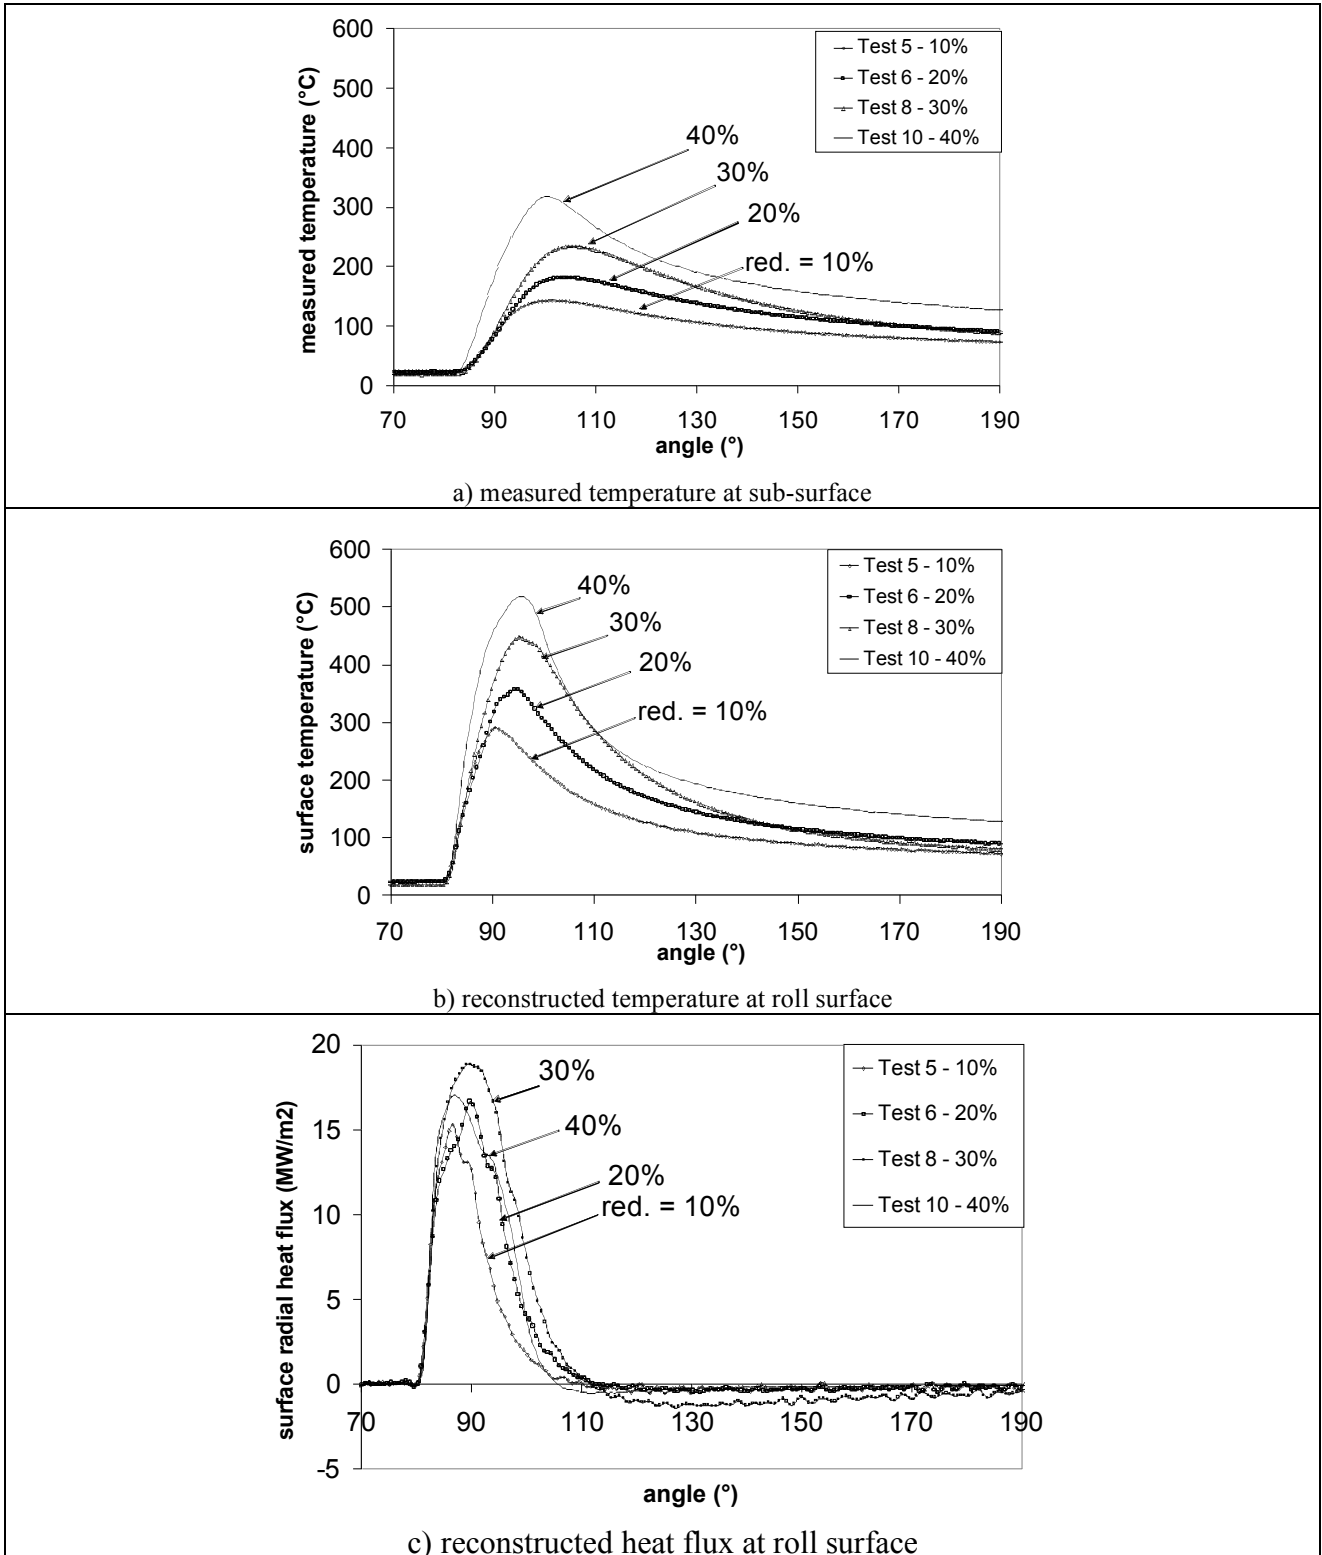 600
500
400
300
200
100
0
measured temperature (°C)
Test 5 - 10%
Test 6 - 20%
Test 8 - 30%
Test 10 - 40%
40%
30%
20%
red. = 10%
70 90 110 130 150 170 190
angle (°)
a) measured temperature at sub-surface
600
500
400
300
200
100
0
surface temperature (°C)
Test 5 - 10%
Test 6 - 20%
Test 8 - 30%
Test 10 - 40%
40%
30%
20%
red. = 10%
70 90 110 130 150 170 190
angle (°)
b) reconstructed temperature at roll surface
20
15
10
5
0
-5
surface radial heat flux (MW/m2)
Test 5 - 10%
Test 6 - 20%
Test 8 - 30%
Test 10 - 40%
30%
40%
20%
red. = 10%
70 90 110 130 150 170 190
angle (°)
c) reconstructed heat flux at roll surface